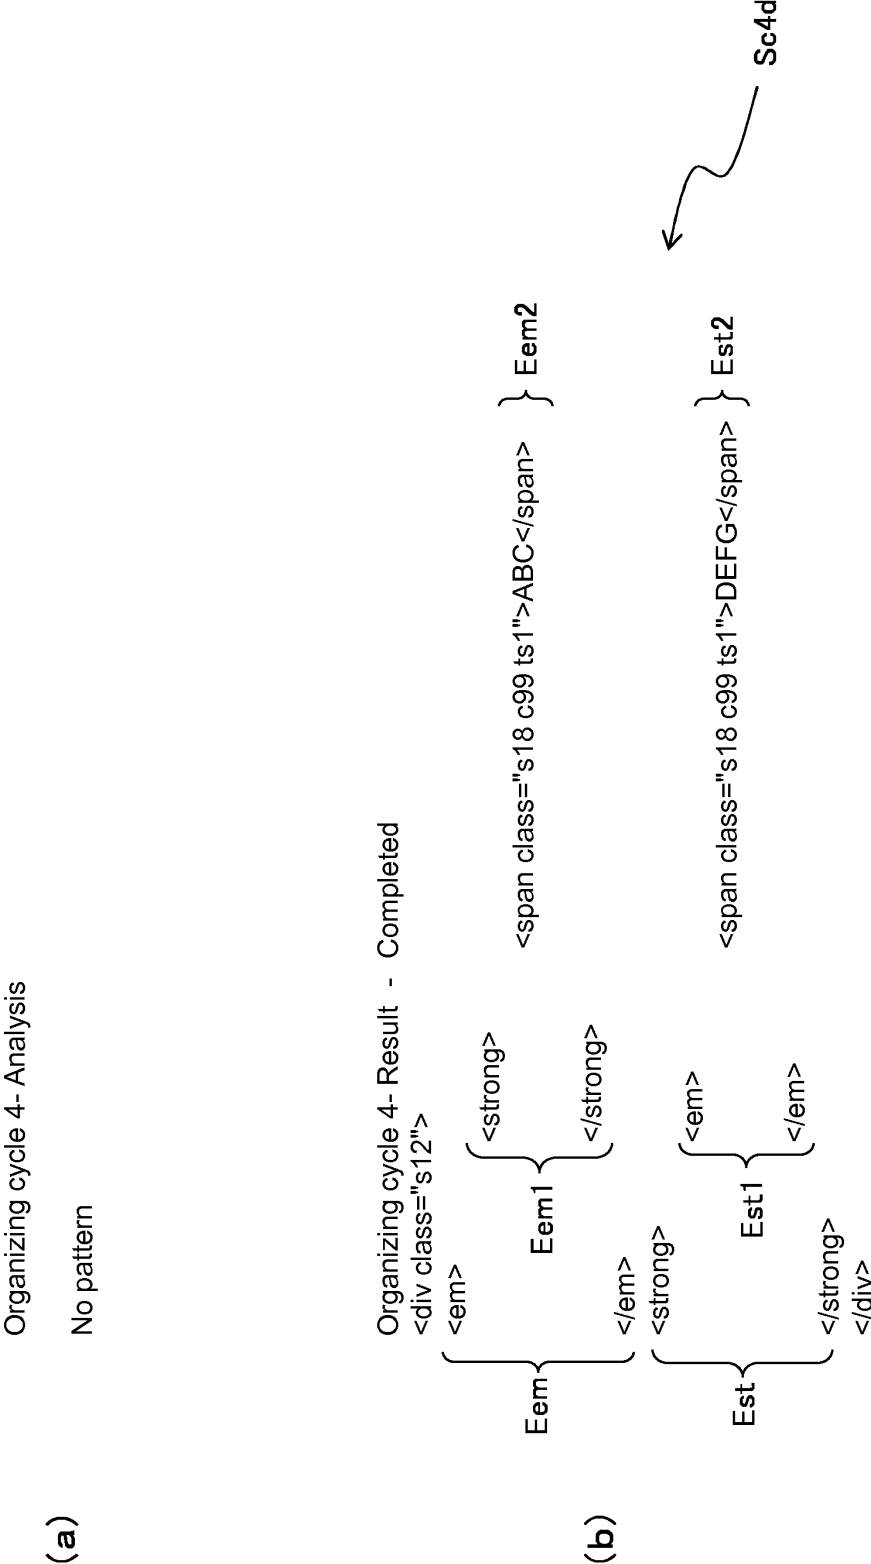 (a)
Organizing cycle 4- Analysis
No pattern
(b)
Organizing cycle 4- Result - Completed
<div class="s12">
<em>
<strong>
<span class="s18 c99 ts1">ABC</span>
</strong>
</em>
Eem
Eem1
Eem2
<strong>
<em>
<span class="s18 c99 ts1">DEFG</span>
</em>
</strong>
Est
Est1
Est2
</div>
Sc4d